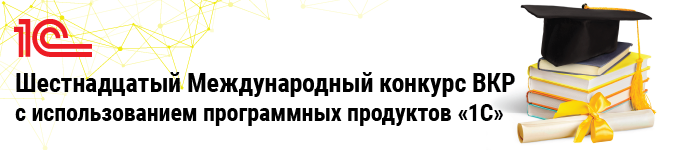 1С
Шестнадцатый Международный конкурс ВКР
с использованием программных продуктов «1С»